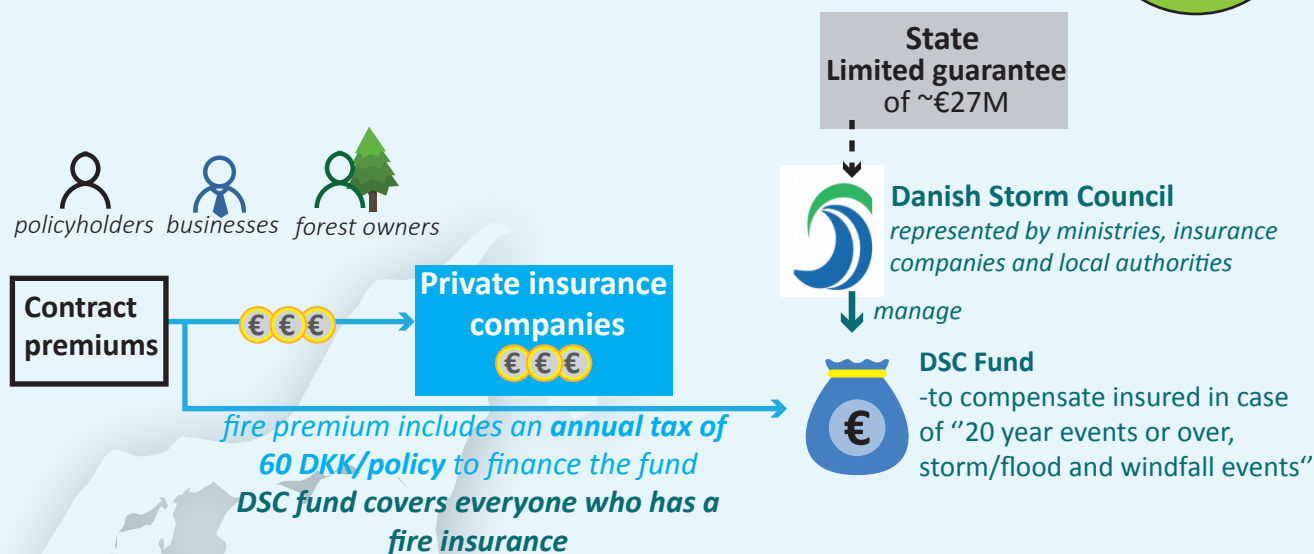 State
Limited guarantee
of ~€27M
policyholders
businesses
forest owners
Danish Storm Council
represented by ministries, insurance
companies and local authorities
Contract
premiums
€ € €
Private insurance
companies
€ € €
manage
DSC Fund
-to compensate insured in case
of ‘’20 year events or over,
storm/flood and windfall events‘’
€
fire premium includes an annual tax of
60 DKK/policy to finance the fund
DSC fund covers everyone who has a
fire insurance